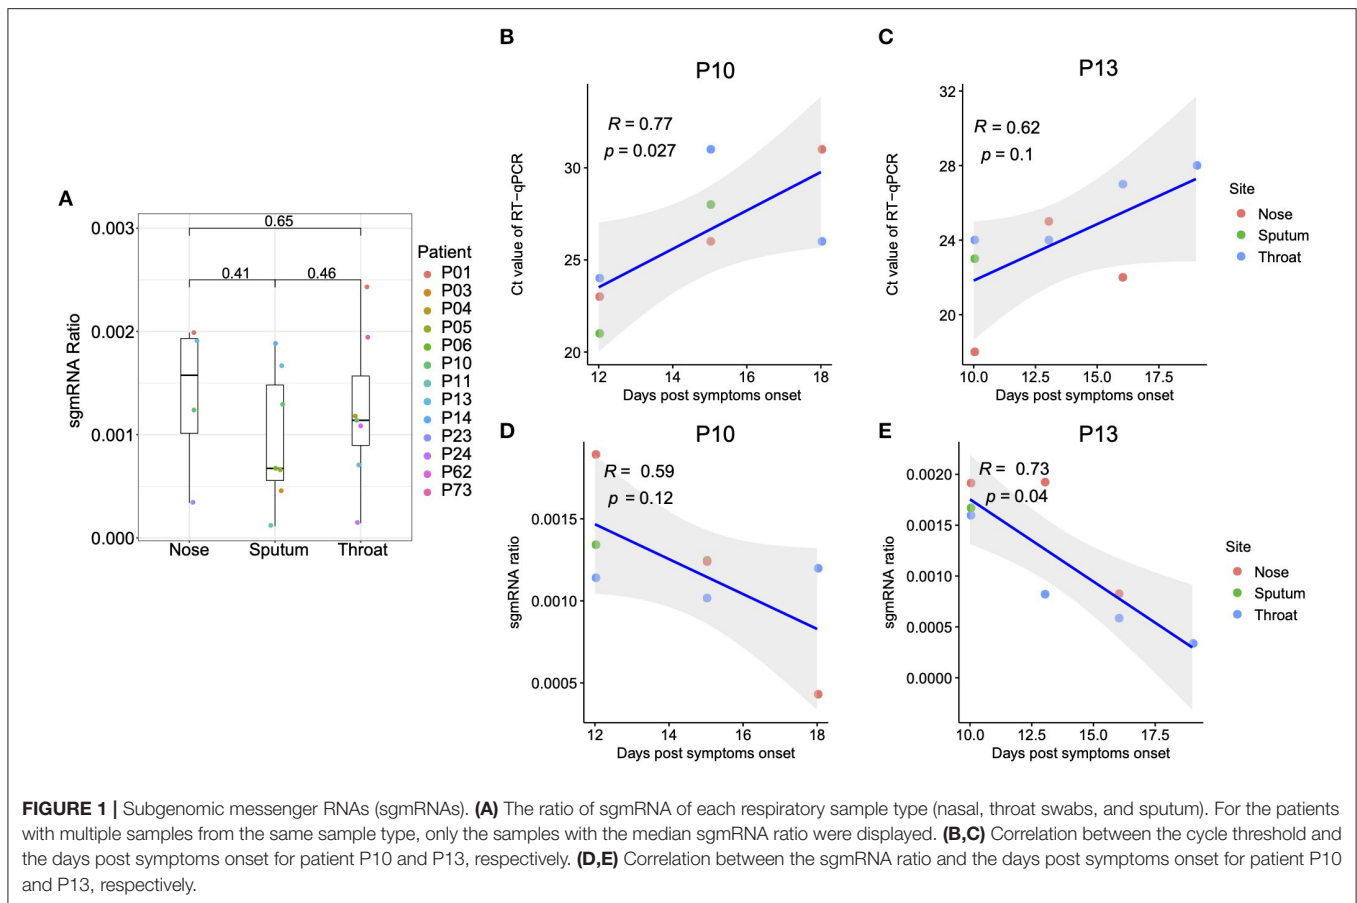 A
0.003
0.002
0.001
0.000
sgmRNA Ratio
0.65
0.41
0.46
Nose
Sputum
Throat
Patient
P01
P03
P04
P05
P06
P10
P11
P13
P14
P23
P24
P62
P73
B
P10
R = 0.77
p = 0.027
30
25
20
Ct value of RT-qPCR
12
14
16
18
Days post symptoms onset
C
P13
R = 0.62
p = 0.1
32
28
24
20
Ct value of RT-qPCR
10.0
12.5
15.0
17.5
Days post symptoms onset
Site
Nose
Sputum
Throat
D
P10
R = 0.59
p = 0.12
0.0015
0.0010
0.0005
sgmRNA ratio
12
14
16
18
Days post symptoms onset
E
P13
R = 0.73
p = 0.04
0.0020
0.0015
0.0010
0.0005
0.0000
sgmRNA ratio
10.0
12.5
15.0
17.5
Days post symptoms onset
Site
Nose
Sputum
Throat
FIGURE 1 | Subgenomic messenger RNAs (sgmRNAs). (A) The ratio of sgmRNA of each respiratory sample type (nasal, throat swabs, and sputum). For the patients
with multiple samples from the same sample type, only the samples with the median sgmRNA ratio were displayed. (B,C) Correlation between the cycle threshold and
the days post symptoms onset for patient P10 and P13, respectively. (D,E) Correlation between the sgmRNA ratio and the days post symptoms onset for patient P10
and P13, respectively.